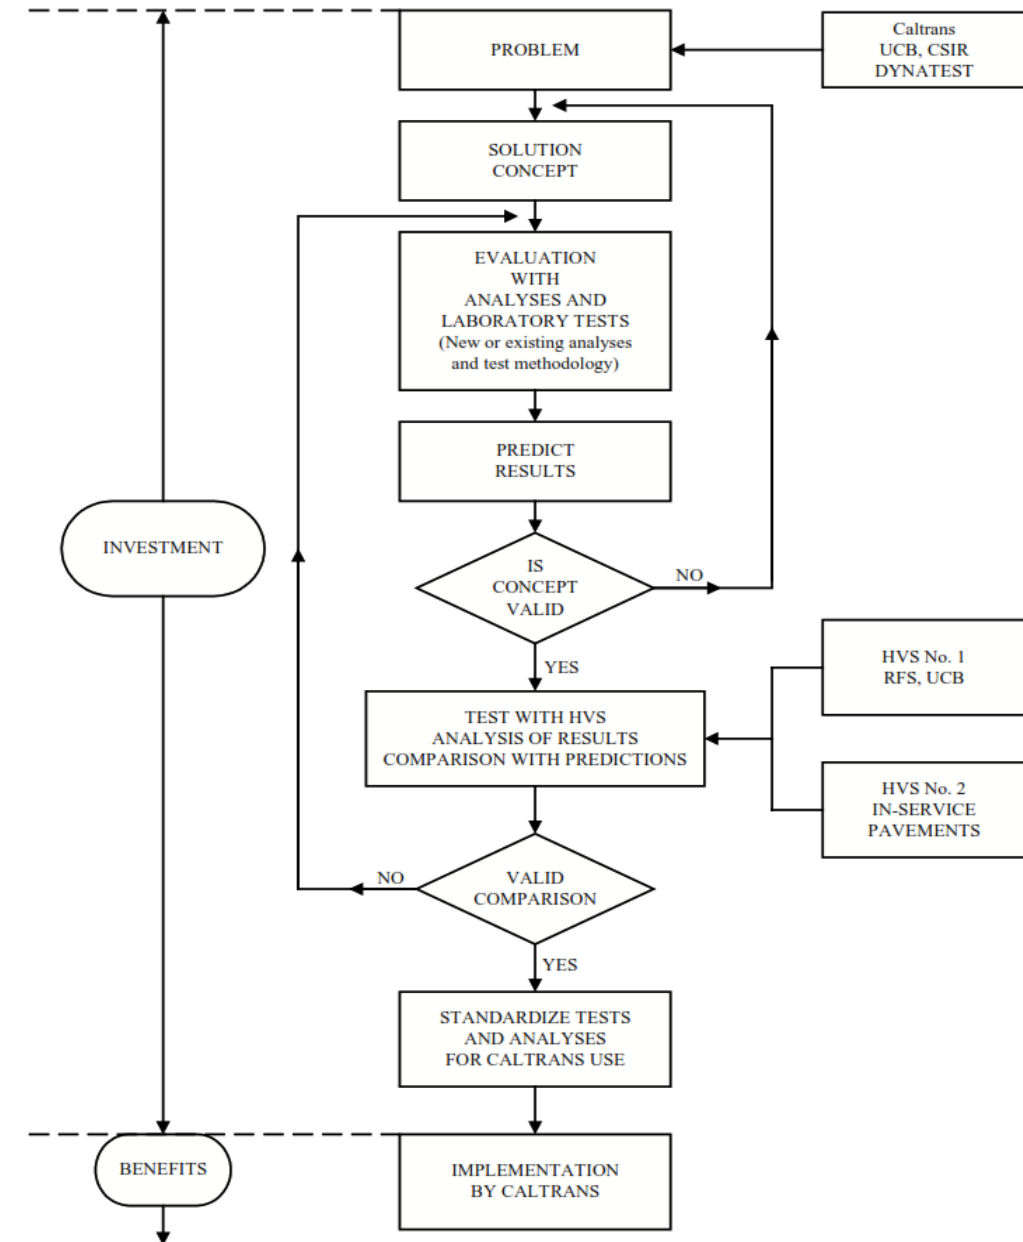 PROBLEM
Caltrans
UCB, CSIR
DYNATEST
SOLUTION
CONCEPT
EVALUATION
WITH
ANALYSES AND
LABORATORY TESTS
(New or existing analyses
and test methodology)
PREDICT
RESULTS
INVESTMENT
IS
CONCEPT
VALID
NO
YES
HVS No. 1
RFS, UCB
TEST WITH HVS
ANALYSIS OF RESULTS
COMPARISON WITH PREDICTIONS
HVS No. 2
IN-SERVICE
PAVEMENTS
NO
VALID
COMPARISON
YES
STANDARDIZE TESTS
AND ANALYSES
FOR CALTRANS USE
BENEFITS
IMPLEMENTATION
BY CALTRANS